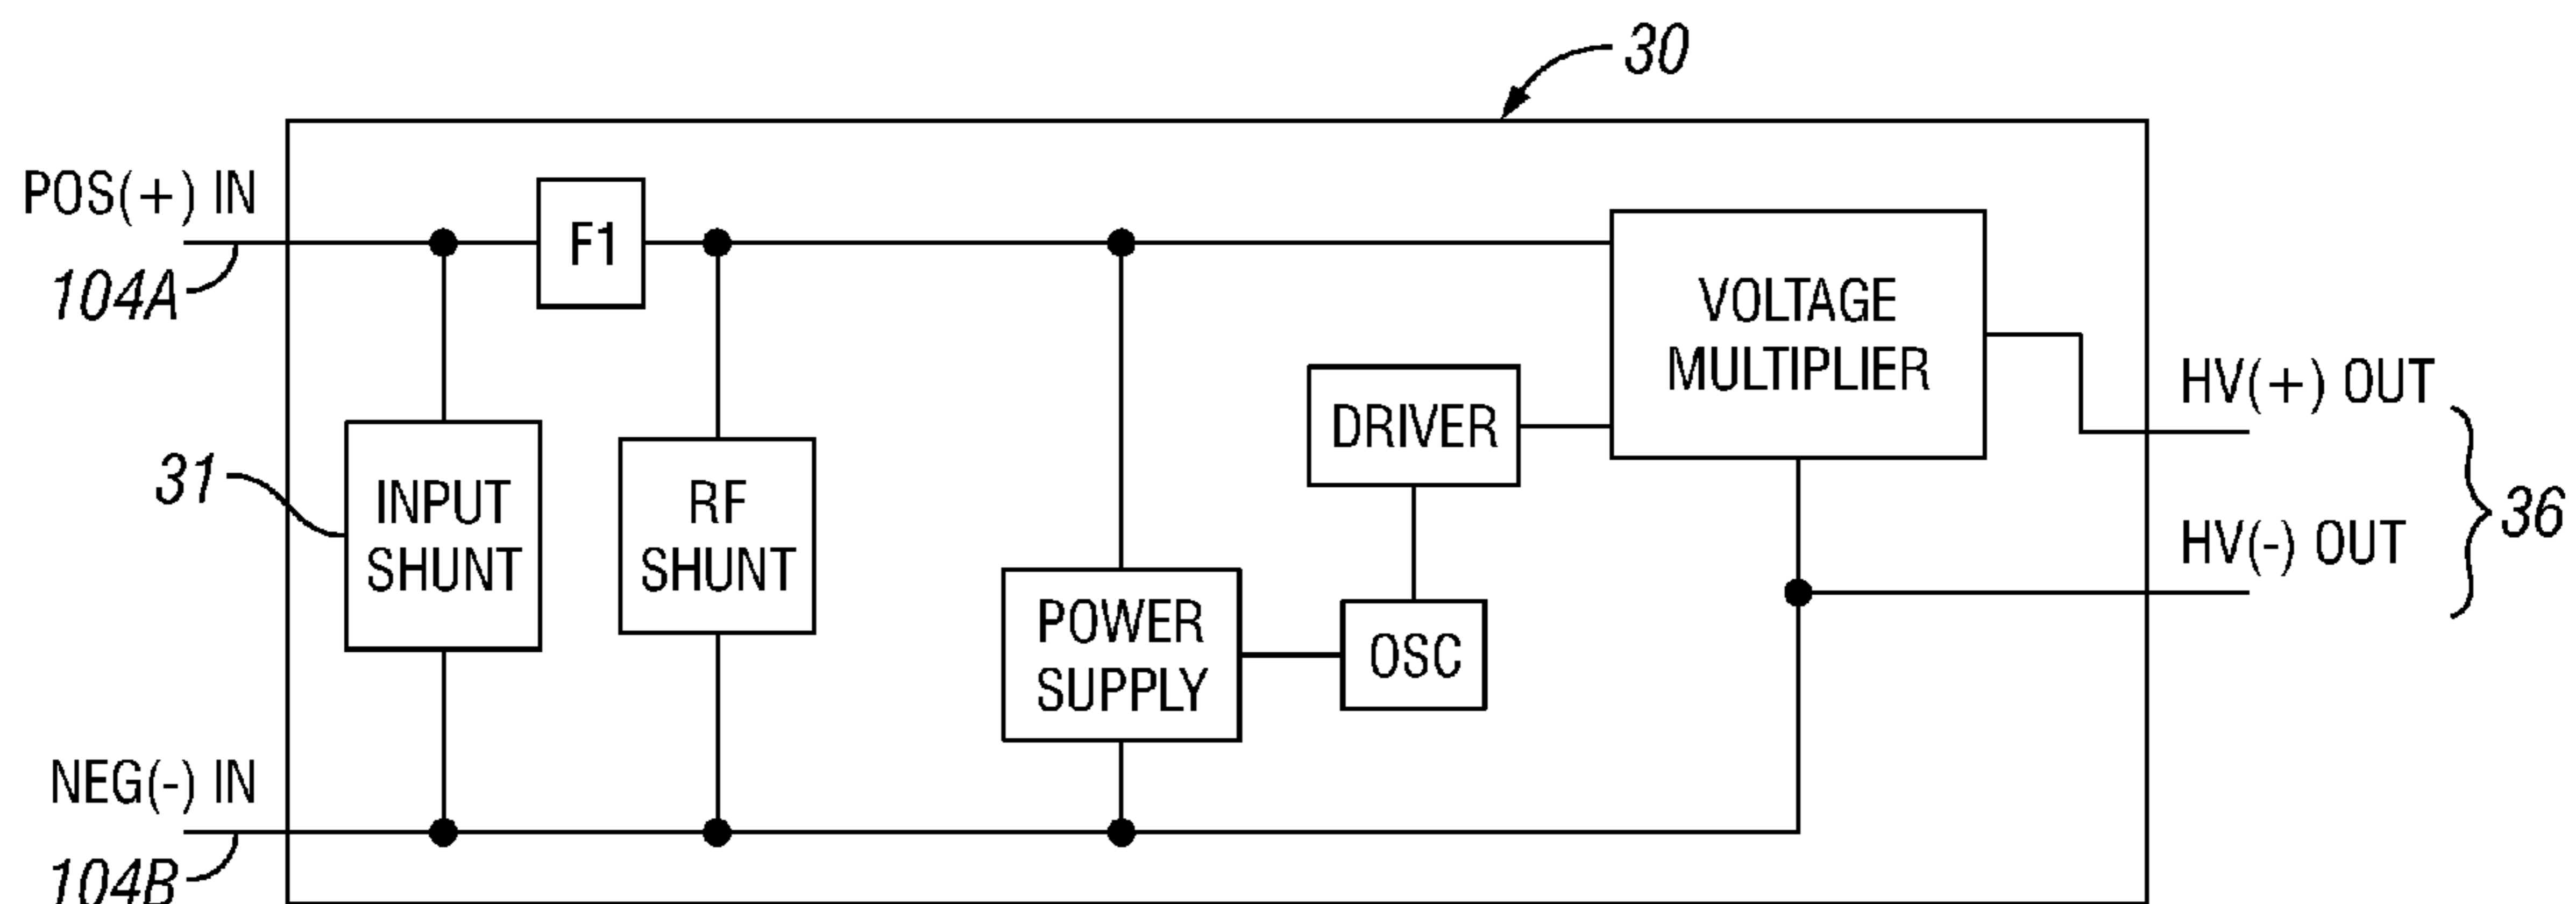 30
POS(+) IN
F1
104A
VOLTAGE
MULTIPLIER
HV(+) OUT
DRIVER
31
INPUT
SHUNT
RF
SHUNT
36
HV(-) OUT
POWER
SUPPLY
OSC
NEG(-) IN
104B